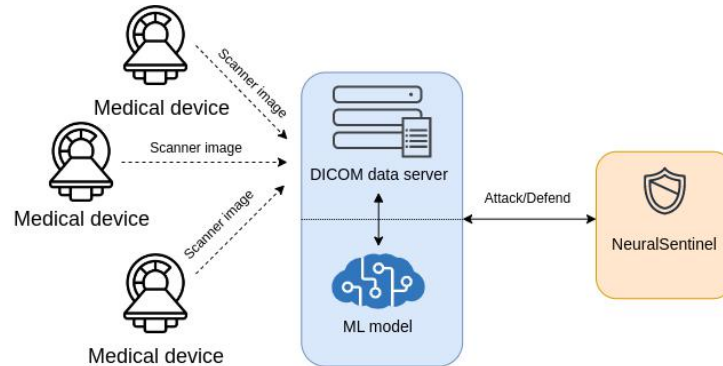 Scanner image
Medical device
Scanner image
Medical device
Scanner image
Medical device
DICOM data server
ML model
Attack/Defend
NeuralSentinel